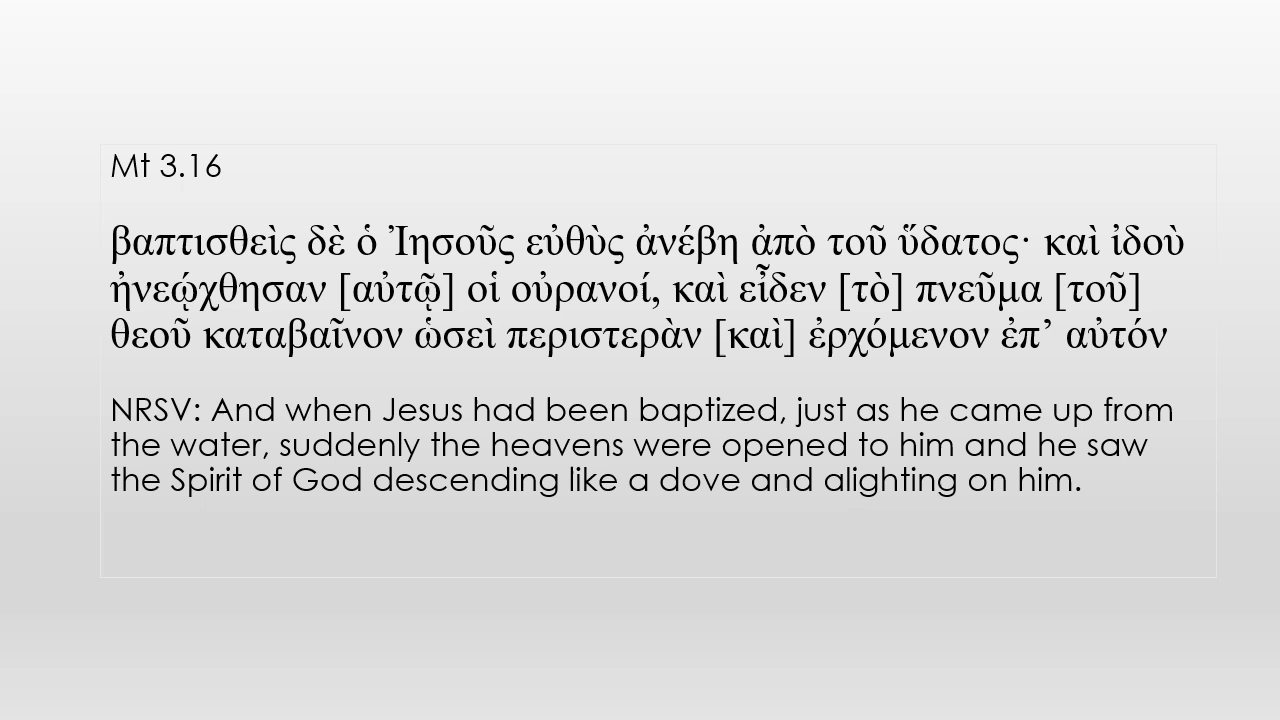 Mt 3.16
βαπτισθεὶς δὲ ὁ Ἰησοῦς εὐθὺς ἀνέβη ἀπὸ τοῦ ὕδατος· καὶ ἰδοὺ
ἠνεῴχθησαν [αὐτῷ] οἱ οὐρανοί, καὶ εἶδεν [τὸ] πνεῦμα [τοῦ]
θεοῦ καταβαῖνον ὡσεὶ περιστερὰν [καὶ] ἐρχόμενον ἐπ’ αὐτόν
NRSV: And when Jesus had been baptized, just as he came up from
the water, suddenly the heavens were opened to him and he saw
the Spirit of God descending like a dove and alighting on him.